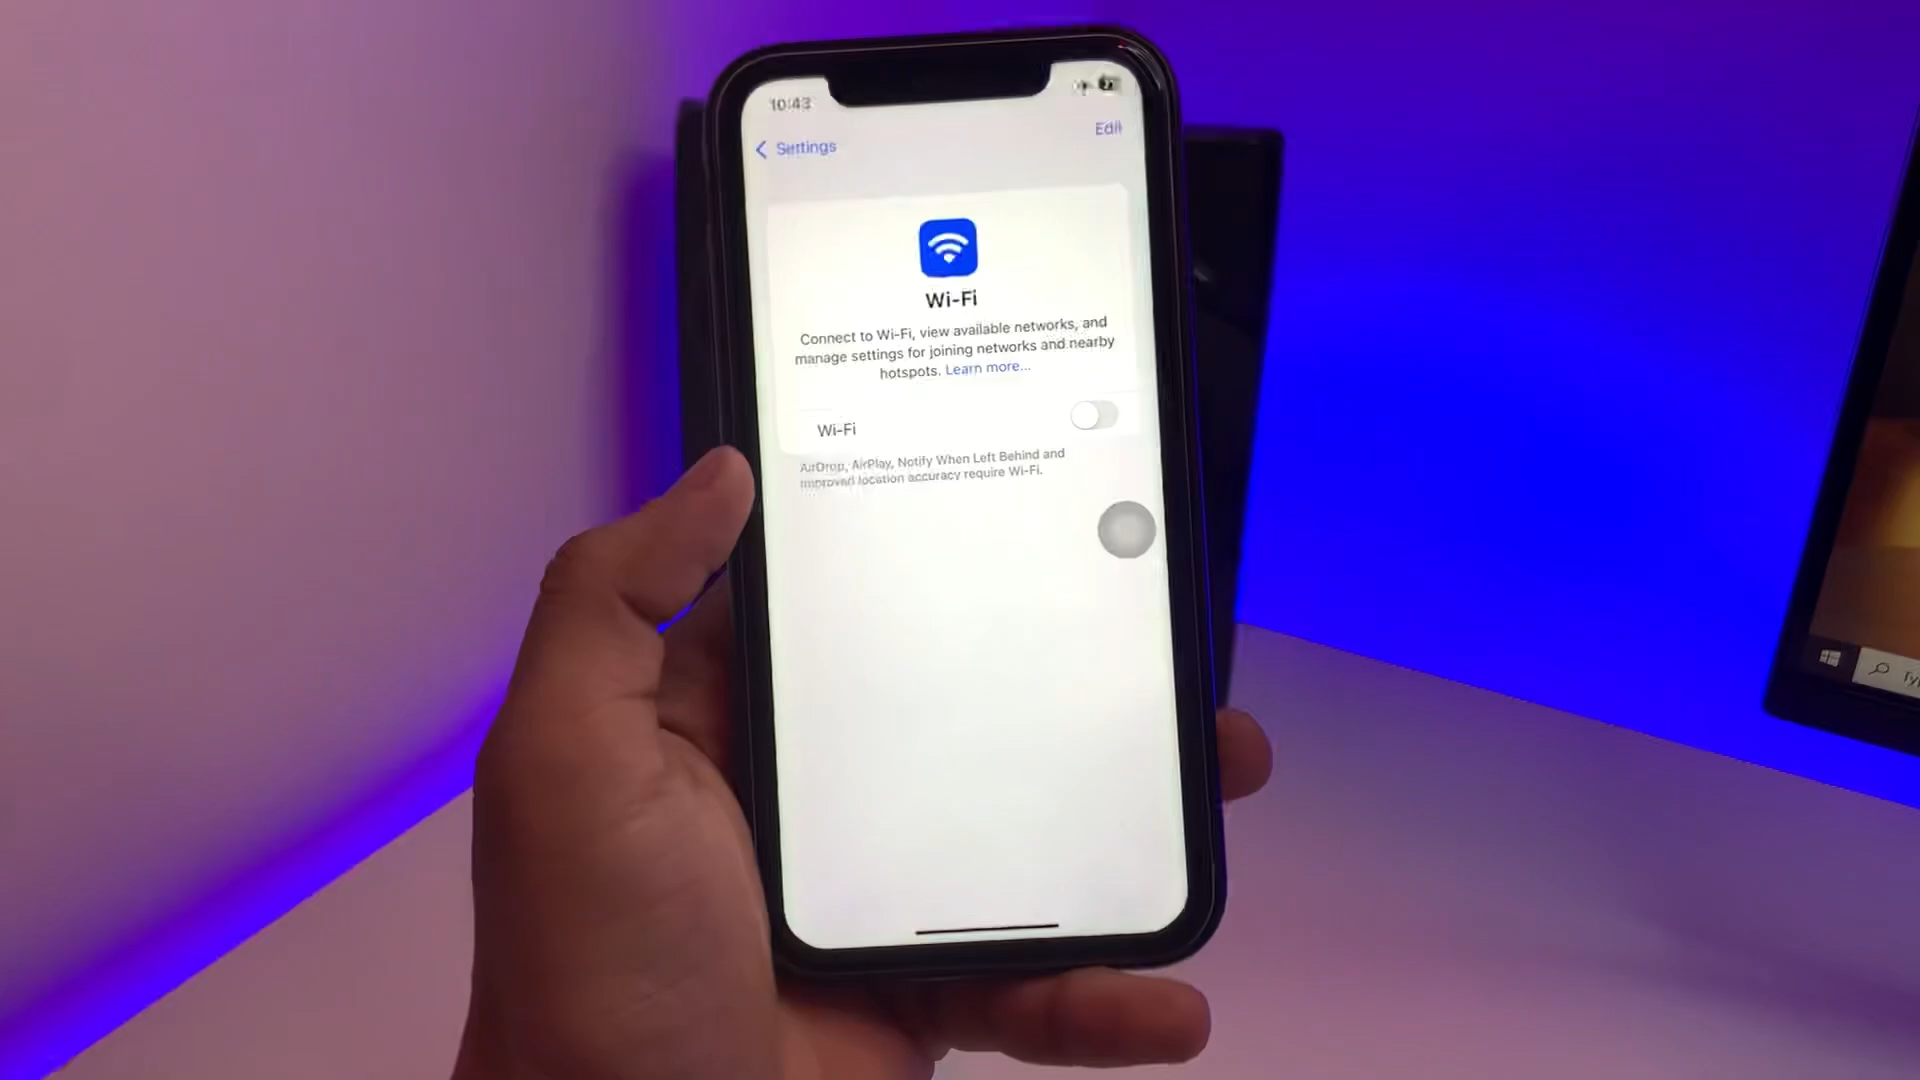 10:43
Edit
Settings
Wi-Fi
Connect to Wi-Fi, view available networks, and
manage settings for joining networks and nearby
hotspots. Learn more...
Wi-Fi
AirDrop, AirPlay, Notify When Left Behind and
improved location accuracy require Wi-Fi.
Ty